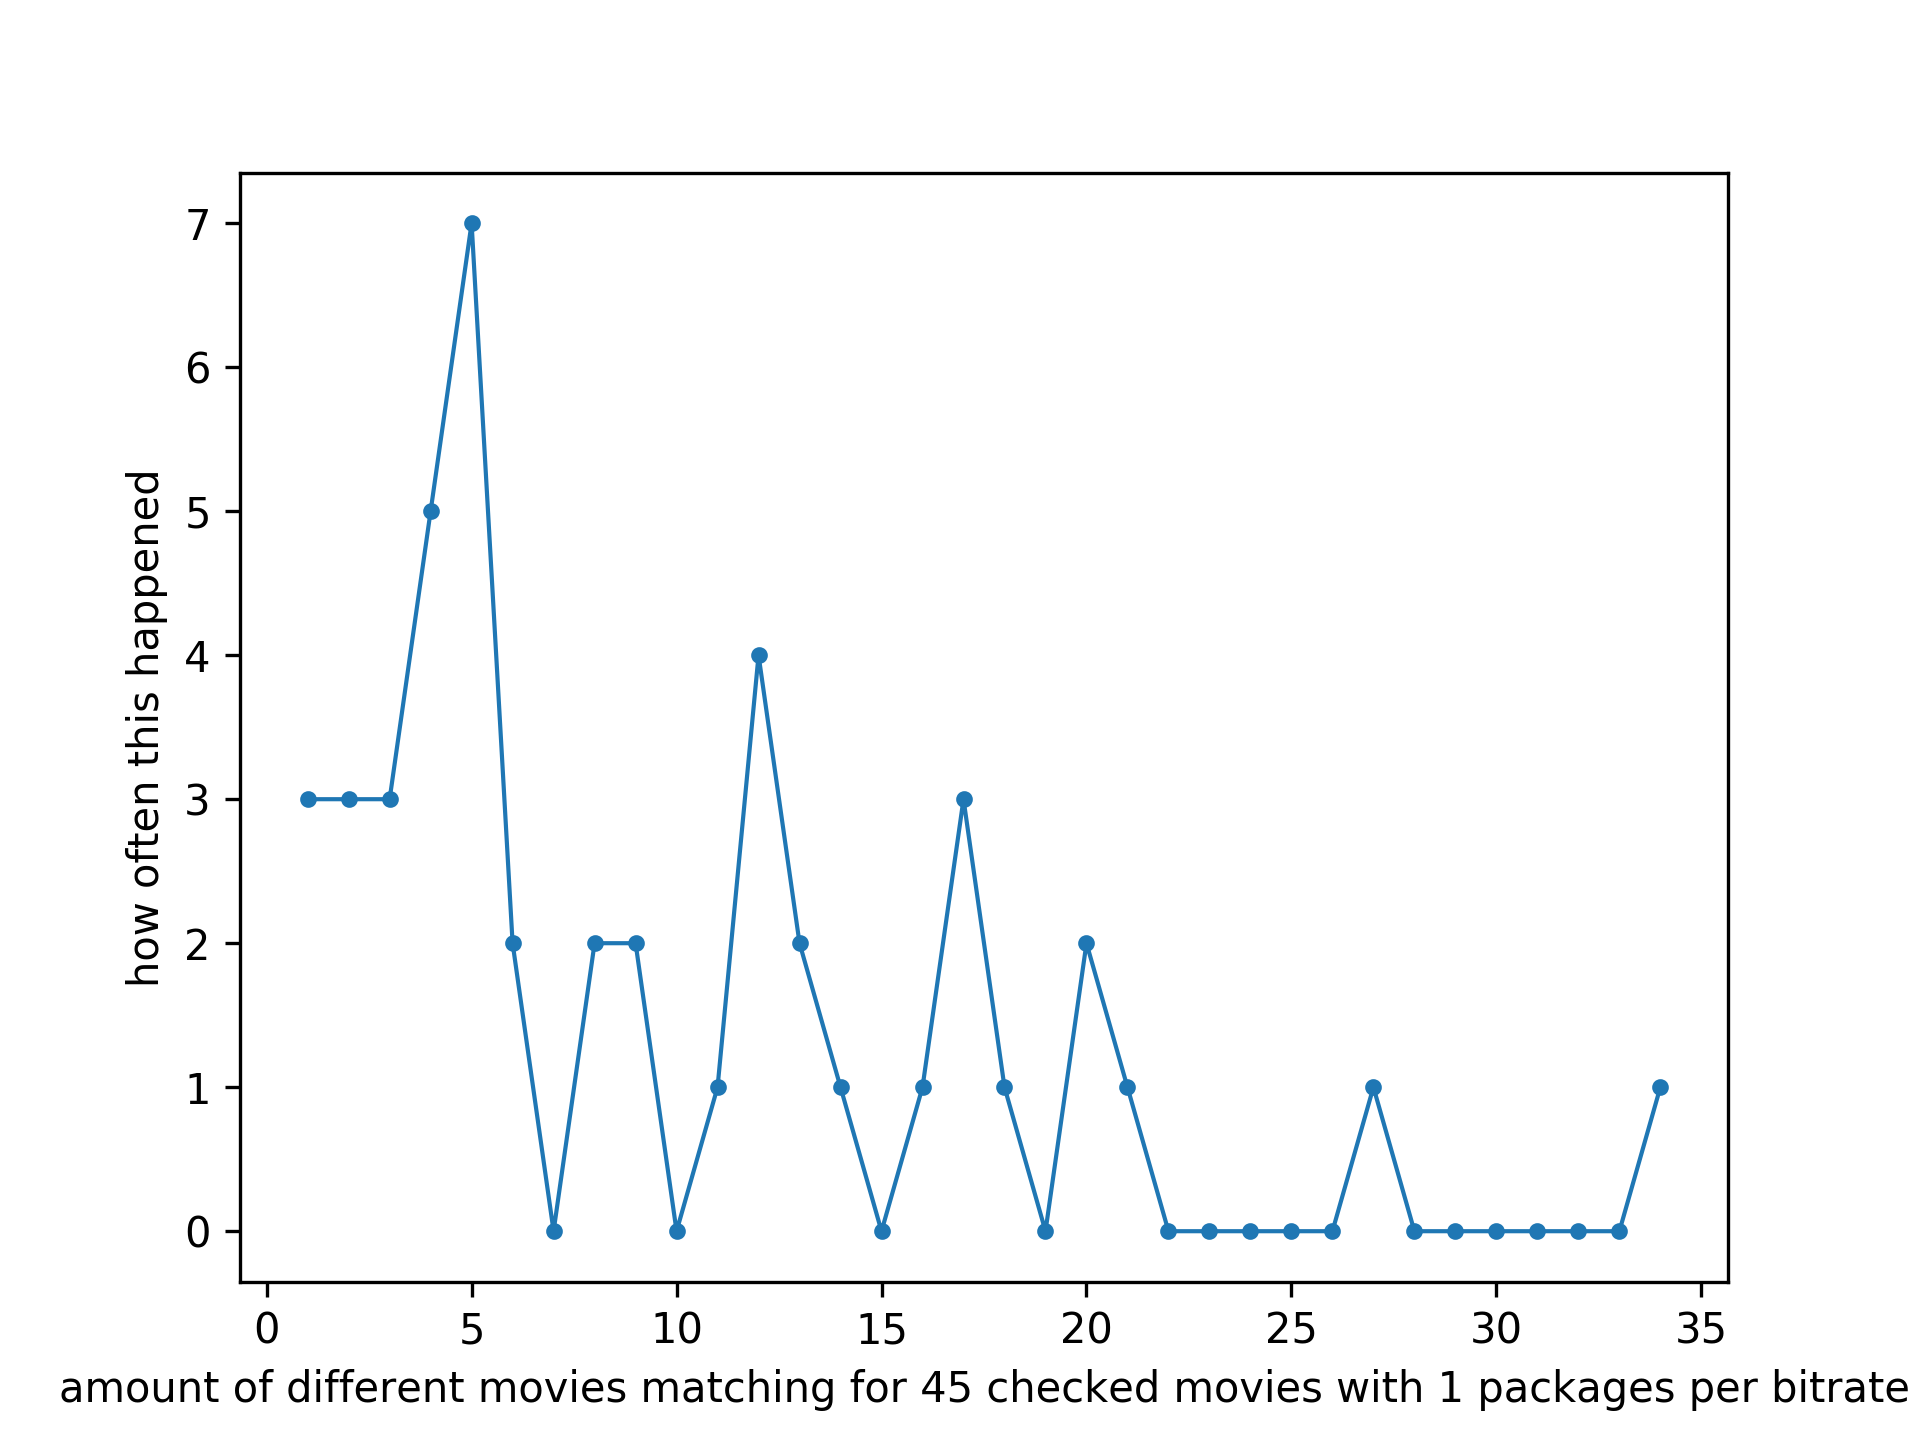 7
6
5
4
3
2
1
0
how often this happened
0 5 10 15 20 25 30 35
amount of different movies matching for 45 checked movies with 1 packages per bitrate